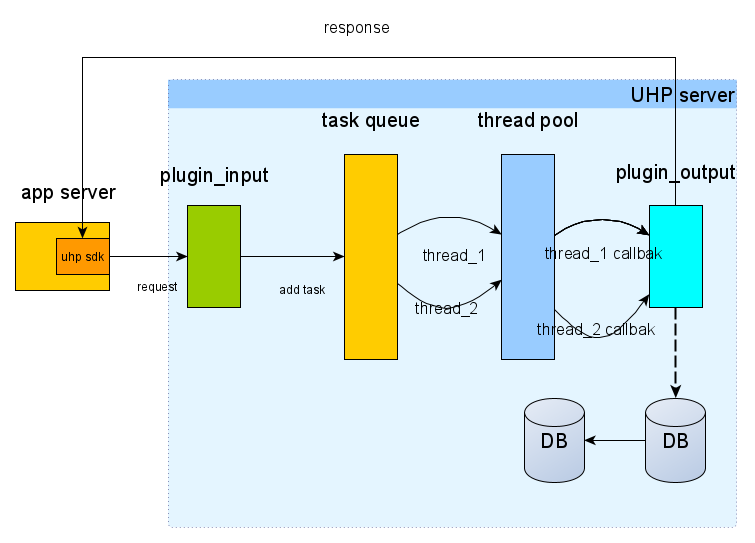 response
UHP server
task queue
thread pool
plugin_input
plugin_output
app server
uhp sdk
request
add task
thread_1
thread_2
thread_1 callbak
thread_2 callbak
DB
DB